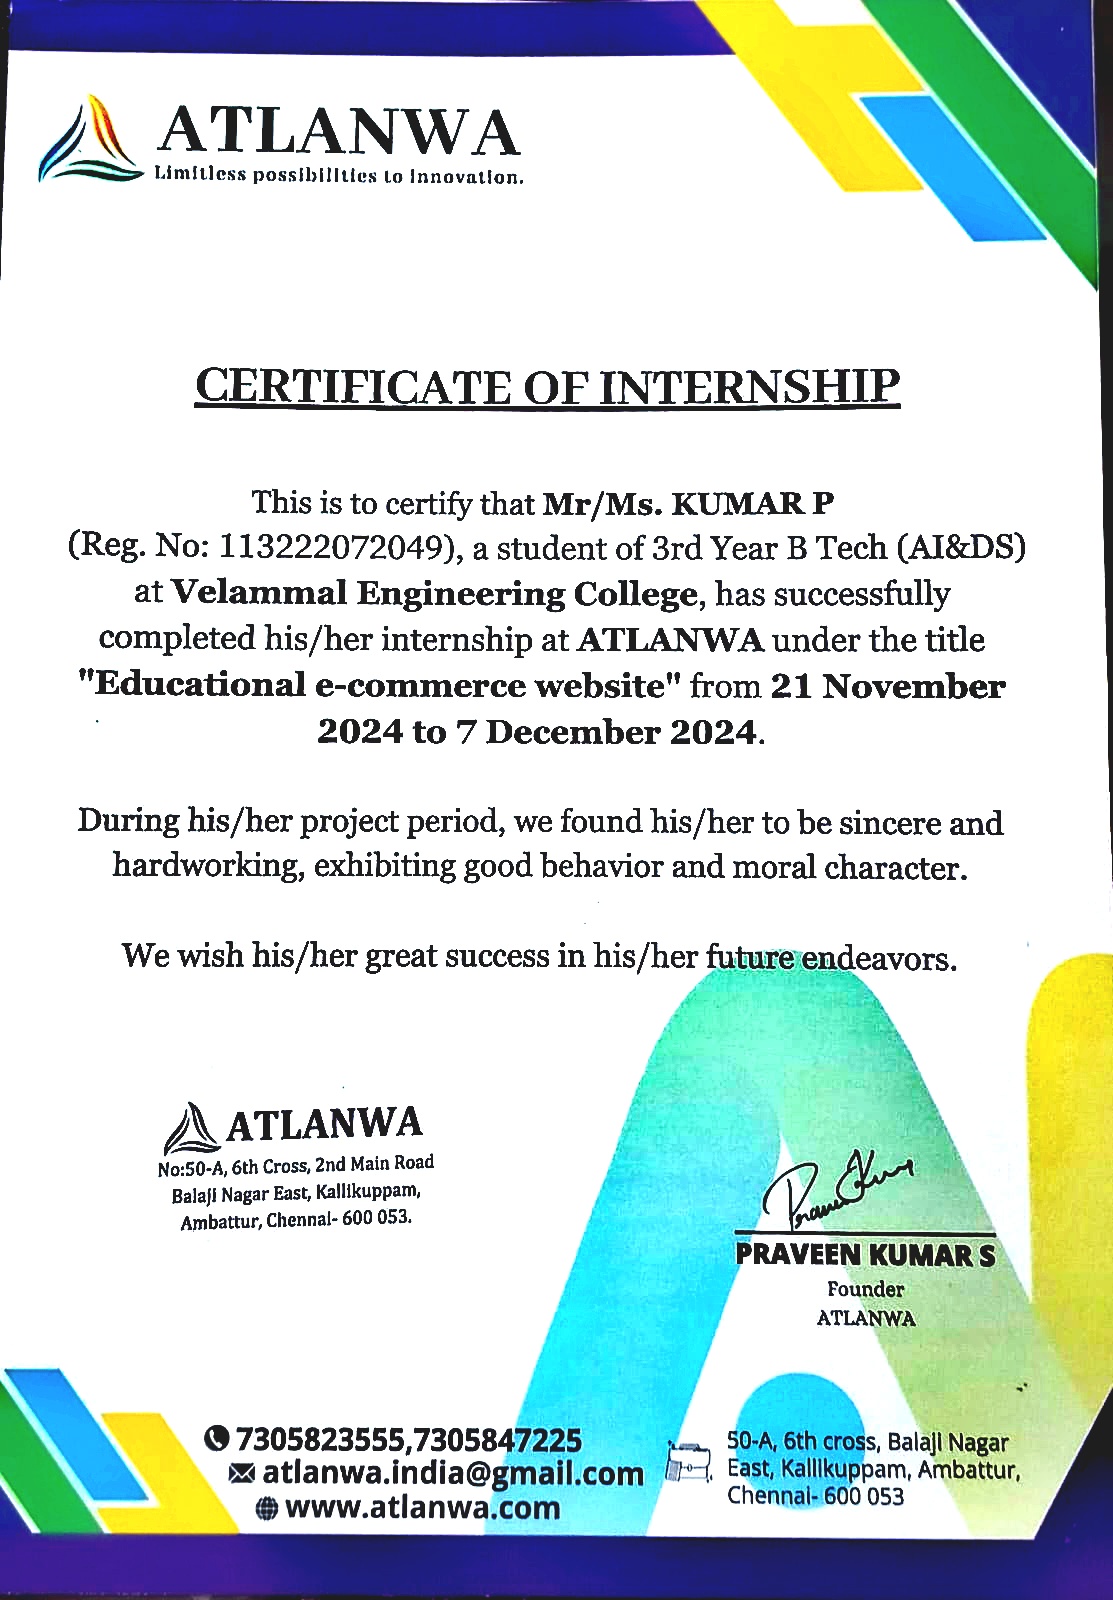 ATLANWA
Limitless possibilities to innovation.
CERTIFICATE OF INTERNSHIP
This is to certify that Mr/Ms. KUMAR P
(Reg. No: 113222072049), a student of 3rd Year B Tech (AI&DS)
at Velammal Engineering College, has successfully
completed his/her internship at ATLANWA under the title
"Educational e-commerce website" from 21 November
2024 to 7 December 2024.
During his/her project period, we found his/her to be sincere and
hardworking, exhibiting good behavior and moral character.
We wish his/her great success in his/her future endeavors.
ATLANWA
No:50-A, 6th Cross, 2nd Main Road
Balaji Nagar East, Kallikuppam,
Ambattur, Chennai- 600 053.
PRAVEEN KUMAR S
Founder
ATLANWA
7305823555,7305847225
atlanwa.india@gmail.com
www.atlanwa.com
50-A, 6th cross, Balaji Nagar
East, Kallikuppam, Ambattur,
Chennai- 600 053